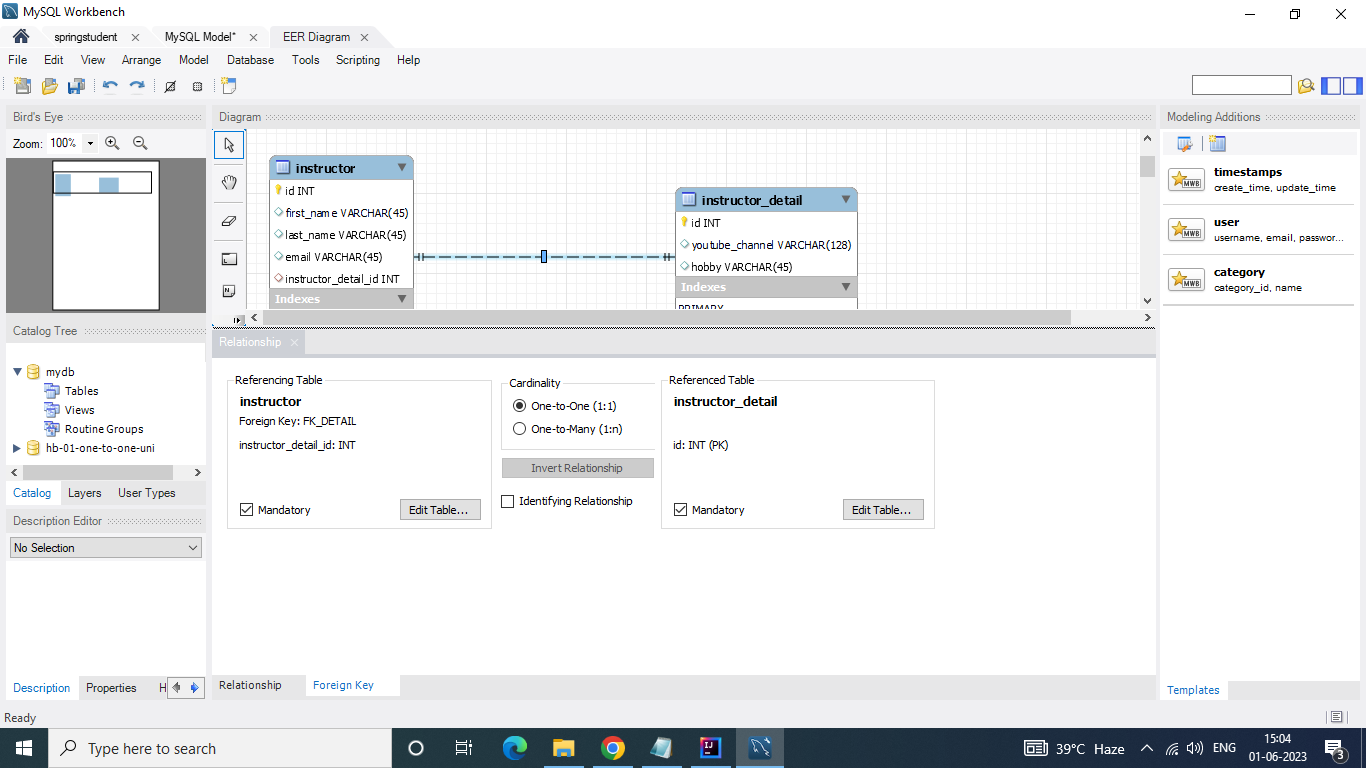 MySQL Workbench
springstudent
MySQL Model*
EER Diagram
File Edit View Arrange Model Database Tools Scripting Help
Bird's Eye
Zoom: 100%
Diagram
instructor
id INT
first_name VARCHAR(45)
last_name VARCHAR(45)
email VARCHAR(45)
instructor_detail_id INT
Indexes
instructor_detail
id INT
youtube_channel VARCHAR(128)
hobby VARCHAR(45)
Indexes
PRIMARY
Modeling Additions
MWB
timestamps
create_time, update_time
MWB
user
username, email, passwor...
MWB
category
category_id, name
Catalog Tree
mydb
Tables
Views
Routine Groups
hb-01-one-to-one-uni
Catalog Layers User Types
Description Editor
No Selection
Description Properties H
Relationship
Referencing Table
instructor
Foreign Key: FK_DETAIL
instructor_detail_id: INT
Mandatory
Edit Table...
Cardinality
One-to-One (1:1)
One-to-Many (1:n)
Invert Relationship
Identifying Relationship
Referenced Table
instructor_detail
id: INT (PK)
Mandatory
Edit Table...
Relationship Foreign Key
Templates
Ready
Type here to search
39°C Haze
ENG
15:04
01-06-2023
3